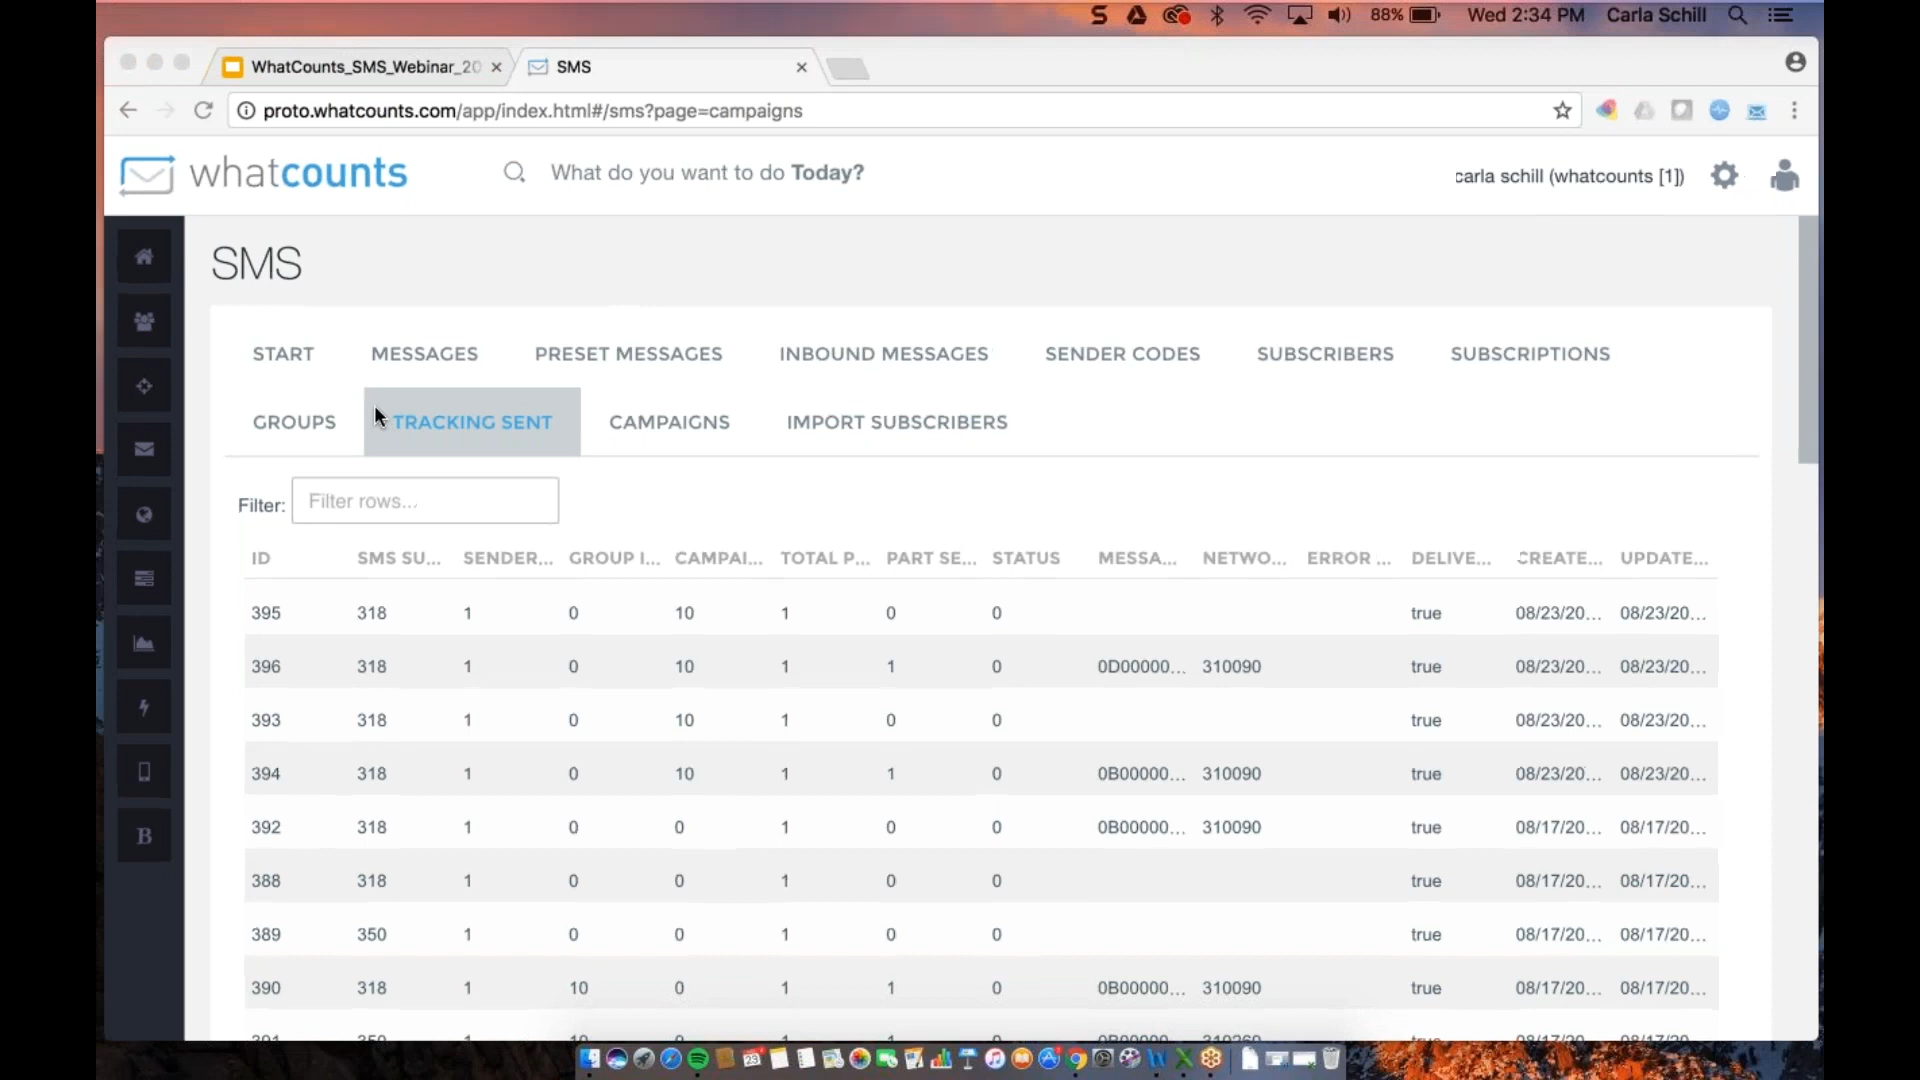 88% Wed 2:34 PM Carla Schill
WhatCounts_SMS_Webinar_20 SMS
proto.whatcounts.com/app/index.html#/sms?page=campaigns
whatcounts What do you want to do Today? carla schill (whatcounts [1])
SMS
START MESSAGES PRESET MESSAGES INBOUND MESSAGES SENDER CODES SUBSCRIBERS SUBSCRIPTIONS
GROUPS TRACKING SENT CAMPAIGNS IMPORT SUBSCRIBERS
Filter: Filter rows...
ID SMS SU... SENDER... GROUP I... CAMPAI... TOTAL P... PART SE... STATUS MESSA... NETWO... ERROR ... DELIVE... CREATE... UPDATE...
395 318 1 0 10 1 0 0 true 08/23/20... 08/23/20...
396 318 1 0 10 1 1 0 0D00000... 310090 true 08/23/20... 08/23/20...
393 318 1 0 10 1 0 0 true 08/23/20... 08/23/20...
394 318 1 0 10 1 1 0 0B00000... 310090 true 08/23/20... 08/23/20...
392 318 1 0 0 1 0 0 0B00000... 310090 true 08/17/20... 08/17/20...
388 318 1 0 0 1 0 0 true 08/17/20... 08/17/20...
389 350 1 0 0 1 0 0 true 08/17/20... 08/17/20...
390 318 1 10 0 1 1 0 0B00000... 310090 true 08/17/20... 08/17/20...